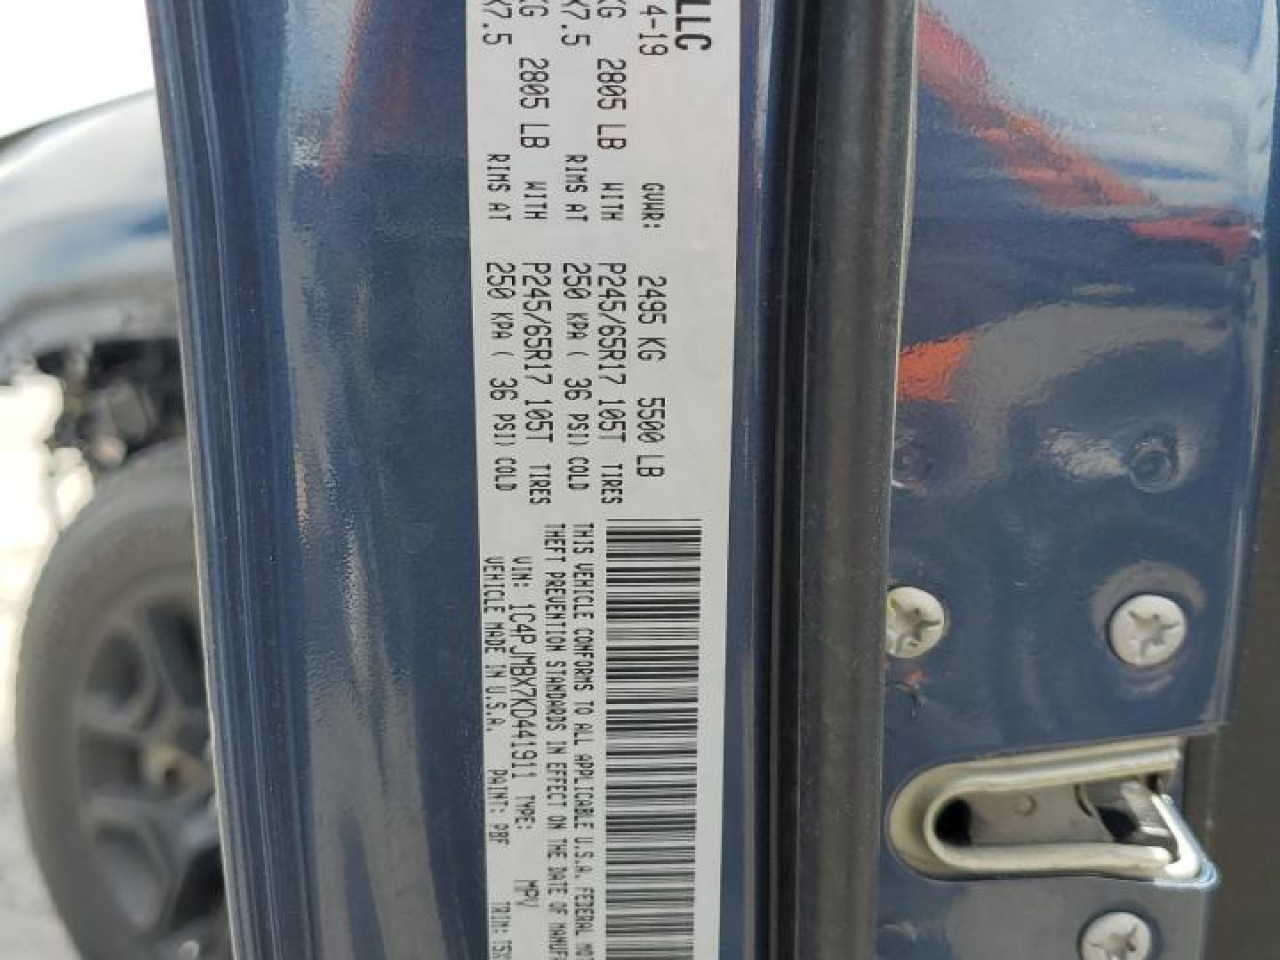 LLC
4-19
GVWR: 2495 KG 5500 LB
KG 2805 LB WITH P245/65R17 105T TIRES
X7.5 RIMS AT 250 KPA ( 36 PSI) COLD
KG 2805 LB WITH P245/65R17 105T TIRES
X7.5 RIMS AT 250 KPA ( 36 PSI) COLD
THIS VEHICLE CONFORMS TO ALL APPLICABLE U.S.A. FEDERAL MOT
THEFT PREVENTION STANDARDS IN EFFECT ON THE DATE OF MANUF
VIN: 1C4PJMBX7KD441911 TYPE: MPV
VEHICLE MADE IN U.S.A. PAINT: PBF TRIM: T5X